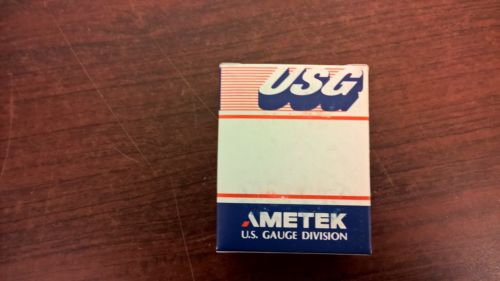 USG
AMETEK
U.S. GAUGE DIVISION